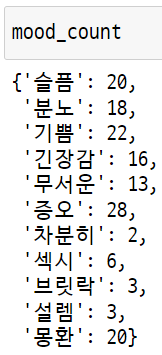 mood_count
{'슬픔': 20,
'분노': 18,
'기쁨': 22,
'긴장감': 16,
'무서운': 13,
'증오': 28,
'차분히': 2,
'섹시': 6,
'브릿락': 3,
'설렘': 3,
'몽환': 20}